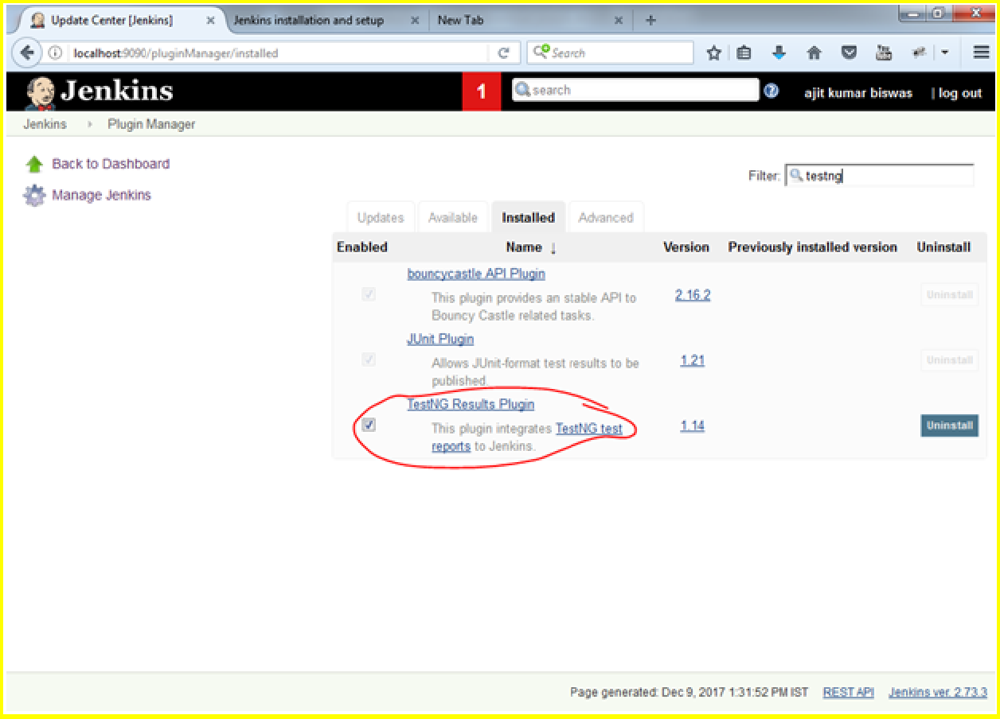 Update Center [Jenkins]
Jenkins installation and setup
New Tab
localhost:9090/pluginManager/installed
Search
Jenkins
1
search
ajit kumar biswas
| log out
Jenkins
Plugin Manager
Back to Dashboard
Manage Jenkins
Filter:
testng
Updates
Available
Installed
Advanced
Enabled
Name ↓
Version
Previously installed version
Uninstall
bouncycastle API Plugin
This plugin provides an stable API to
Bouncy Castle related tasks.
2.16.2
Uninstall
JUnit Plugin
Allows JUnit-format test results to be
published.
1.21
Uninstall
TestNG Results Plugin
This plugin integrates TestNG test
reports to Jenkins.
1.14
Uninstall
Page generated: Dec 9, 2017 1:31:52 PM IST
REST API
Jenkins ver. 2.73.3